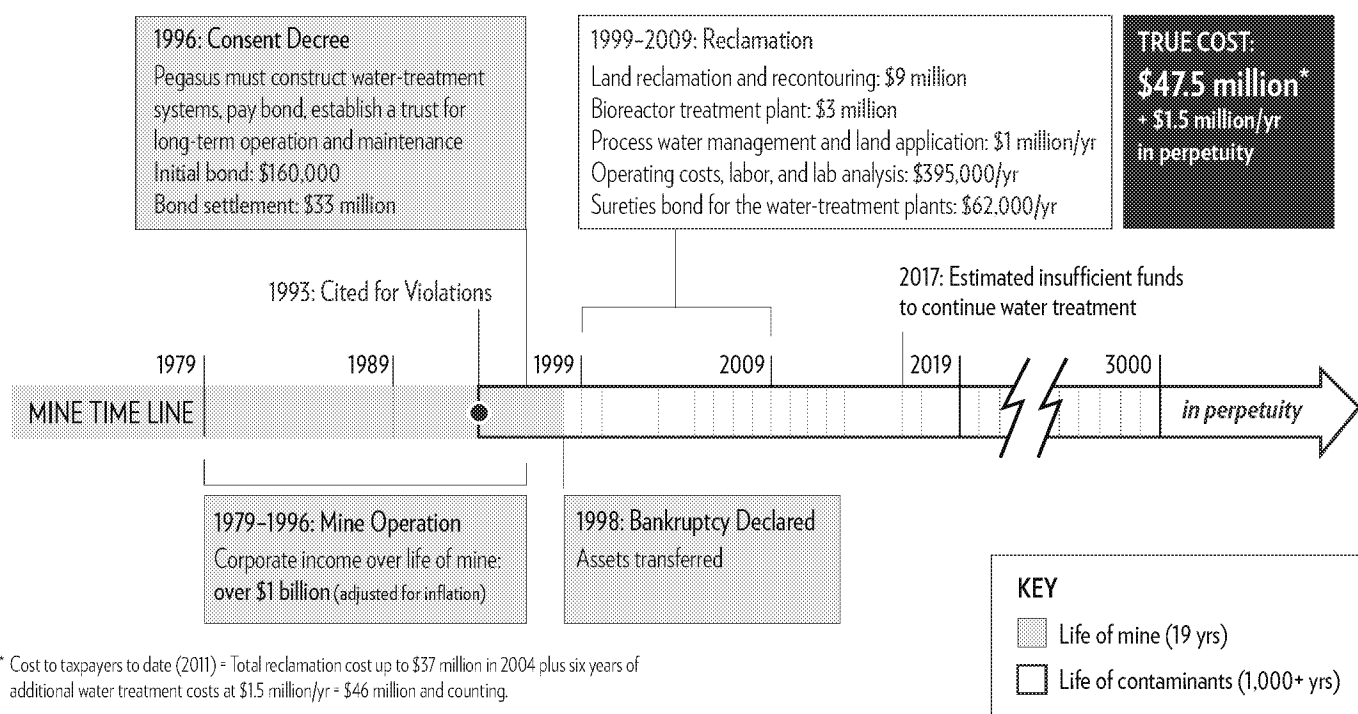 1996: Consent Decree
Pegasus must construct water-treatment
systems, pay bond, establish a trust for
long-term operation and maintenance
Initial bond: $160,000
Bond settlement: $33 million
1999–2009: Reclamation
Land reclamation and recontouring: $9 million
Bioreactor treatment plant: $3 million
Process water management and land application: $1 million/yr
Operating costs, labor, and lab analysis: $395,000/yr
Sureties bond for the water-treatment plants: $62,000/yr
TRUE COST:
$47.5 million*
+ $1.5 million/yr
in perpetuity
1993: Cited for Violations
2017: Estimated insufficient funds
to continue water treatment
1979 1989 1999 2009 2019 3000
MINE TIME LINE
in perpetuity
1979–1996: Mine Operation
Corporate income over life of mine:
over $1 billion (adjusted for inflation)
1998: Bankruptcy Declared
Assets transferred
KEY
Life of mine (19 yrs)
Life of contaminants (1,000+ yrs)
* Cost to taxpayers to date (2011) = Total reclamation cost up to $37 million in 2004 plus six years of
additional water treatment costs at $1.5 million/yr = $46 million and counting.